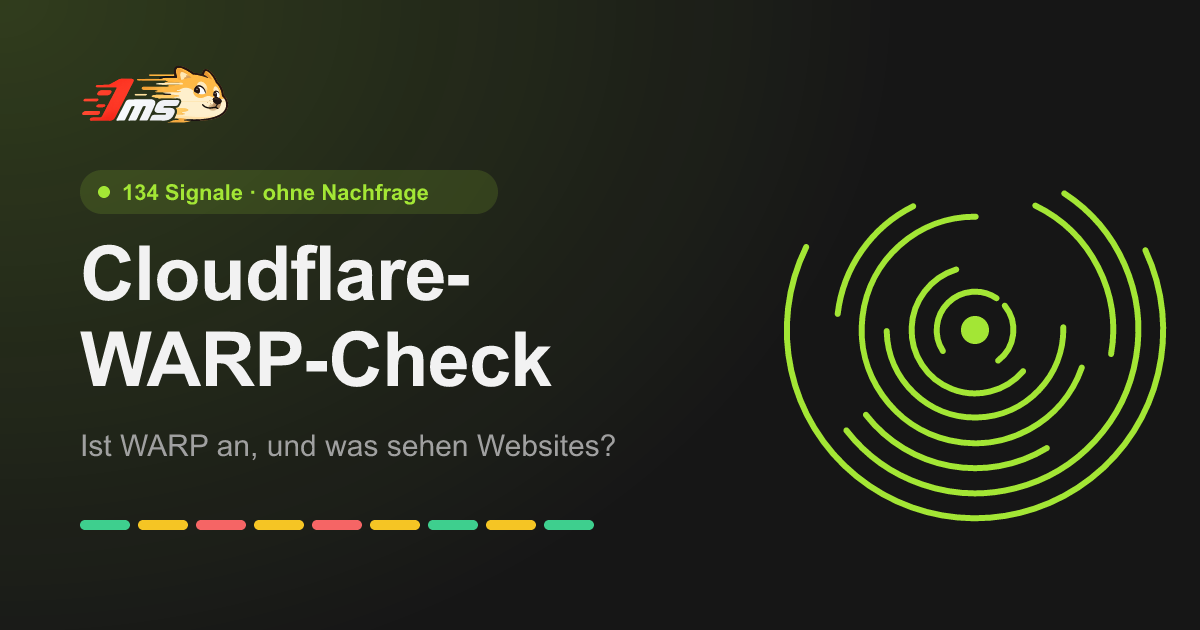 1ms
134 Signale · ohne Nachfrage
Cloudflare-
WARP-Check
Ist WARP an, und was sehen Websites?